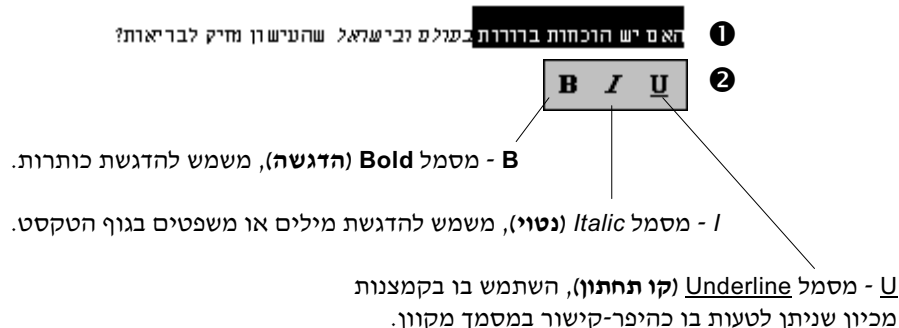 ❶ האם יש הוכחות ברורות בעולם ובישראל שהעישון מזיק לבריאות?
❷ B I U
B - מסמל Bold (הדגשה), משמש להדגשת כותרות.
I - מסמל Italic (נטוי), משמש להדגשת מילים או משפטים בגוף הטקסט.
U - מסמל Underline (קו תחתון), השתמש בו בקמצנות
מכיון שניתן לטעות בו כהיפר-קישור במסמך מקוון.